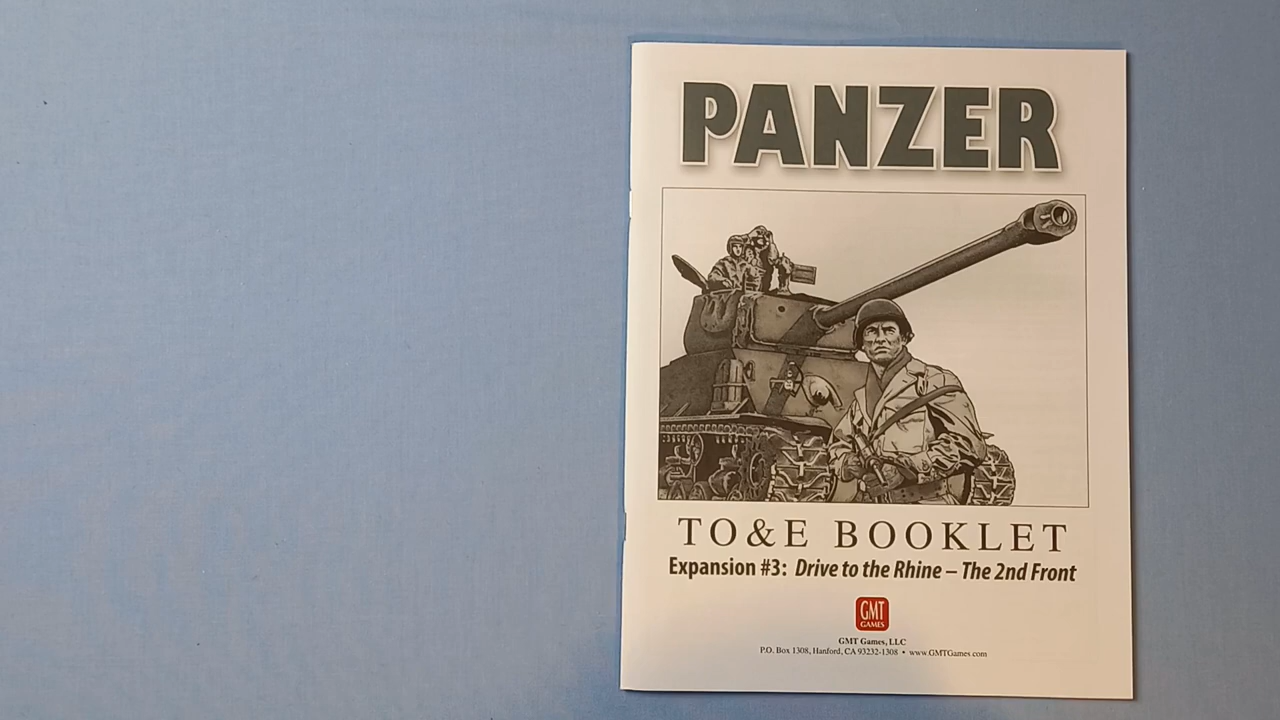 PANZER
TO&E BOOKLET
Expansion #3: Drive to the Rhine – The 2nd Front
GMT
GAMES
GMT Games, LLC
P.O. Box 1308, Hanford, CA 93232-1308 • www.GMTGames.com